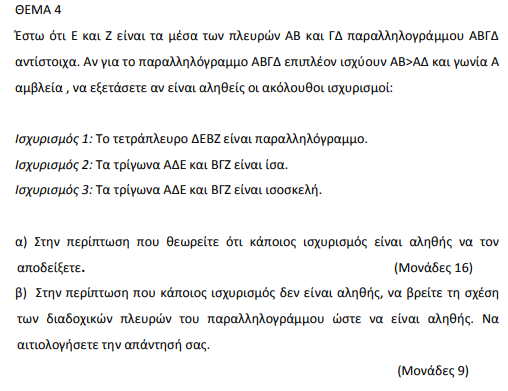 ΘΕΜΑ 4
Έστω ότι Ε και Ζ είναι τα μέσα των πλευρών ΑΒ και ΓΔ παραλληλογράμμου ΑΒΓΔ
αντίστοιχα. Αν για το παραλληλόγραμμο ΑΒΓΔ επιπλέον ισχύουν ΑΒ>ΑΔ και γωνία Α
αμβλεία , να εξετάσετε αν είναι αληθείς οι ακόλουθοι ισχυρισμοί:
Ισχυρισμός 1: Το τετράπλευρο ΔΕΒΖ είναι παραλληλόγραμμο.
Ισχυρισμός 2: Τα τρίγωνα ΑΔΕ και ΒΓΖ είναι ίσα.
Ισχυρισμός 3: Τα τρίγωνα ΑΔΕ και ΒΓΖ είναι ισοσκελή.
α) Στην περίπτωση που θεωρείτε ότι κάποιος ισχυρισμός είναι αληθής να τον
αποδείξετε. (Μονάδες 16)
β) Στην περίπτωση που κάποιος ισχυρισμός δεν είναι αληθής, να βρείτε τη σχέση
των διαδοχικών πλευρών του παραλληλογράμμου ώστε να είναι αληθής. Να
αιτιολογήσετε την απάντησή σας.
(Μονάδες 9)